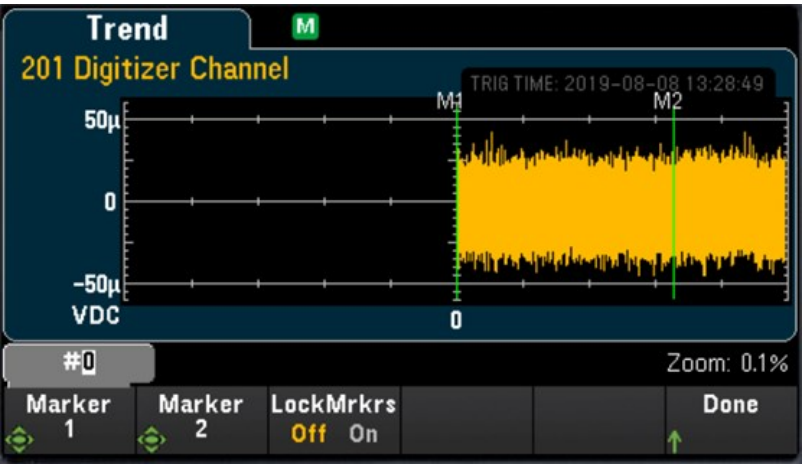 Trend M
201 Digitizer Channel
TRIG TIME: 2019-08-08 13:28:49
M1 M2
50µ
0
-50µ
VDC 0
#0 Zoom: 0.1%
Marker 1 Marker 2 LockMrkrs Off On Done